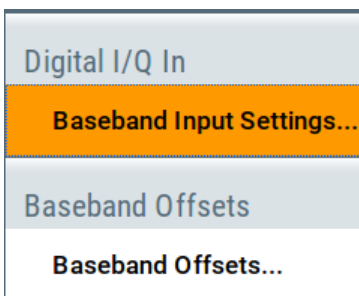 Digital I/Q In
Baseband Input Settings...
Baseband Offsets
Baseband Offsets...